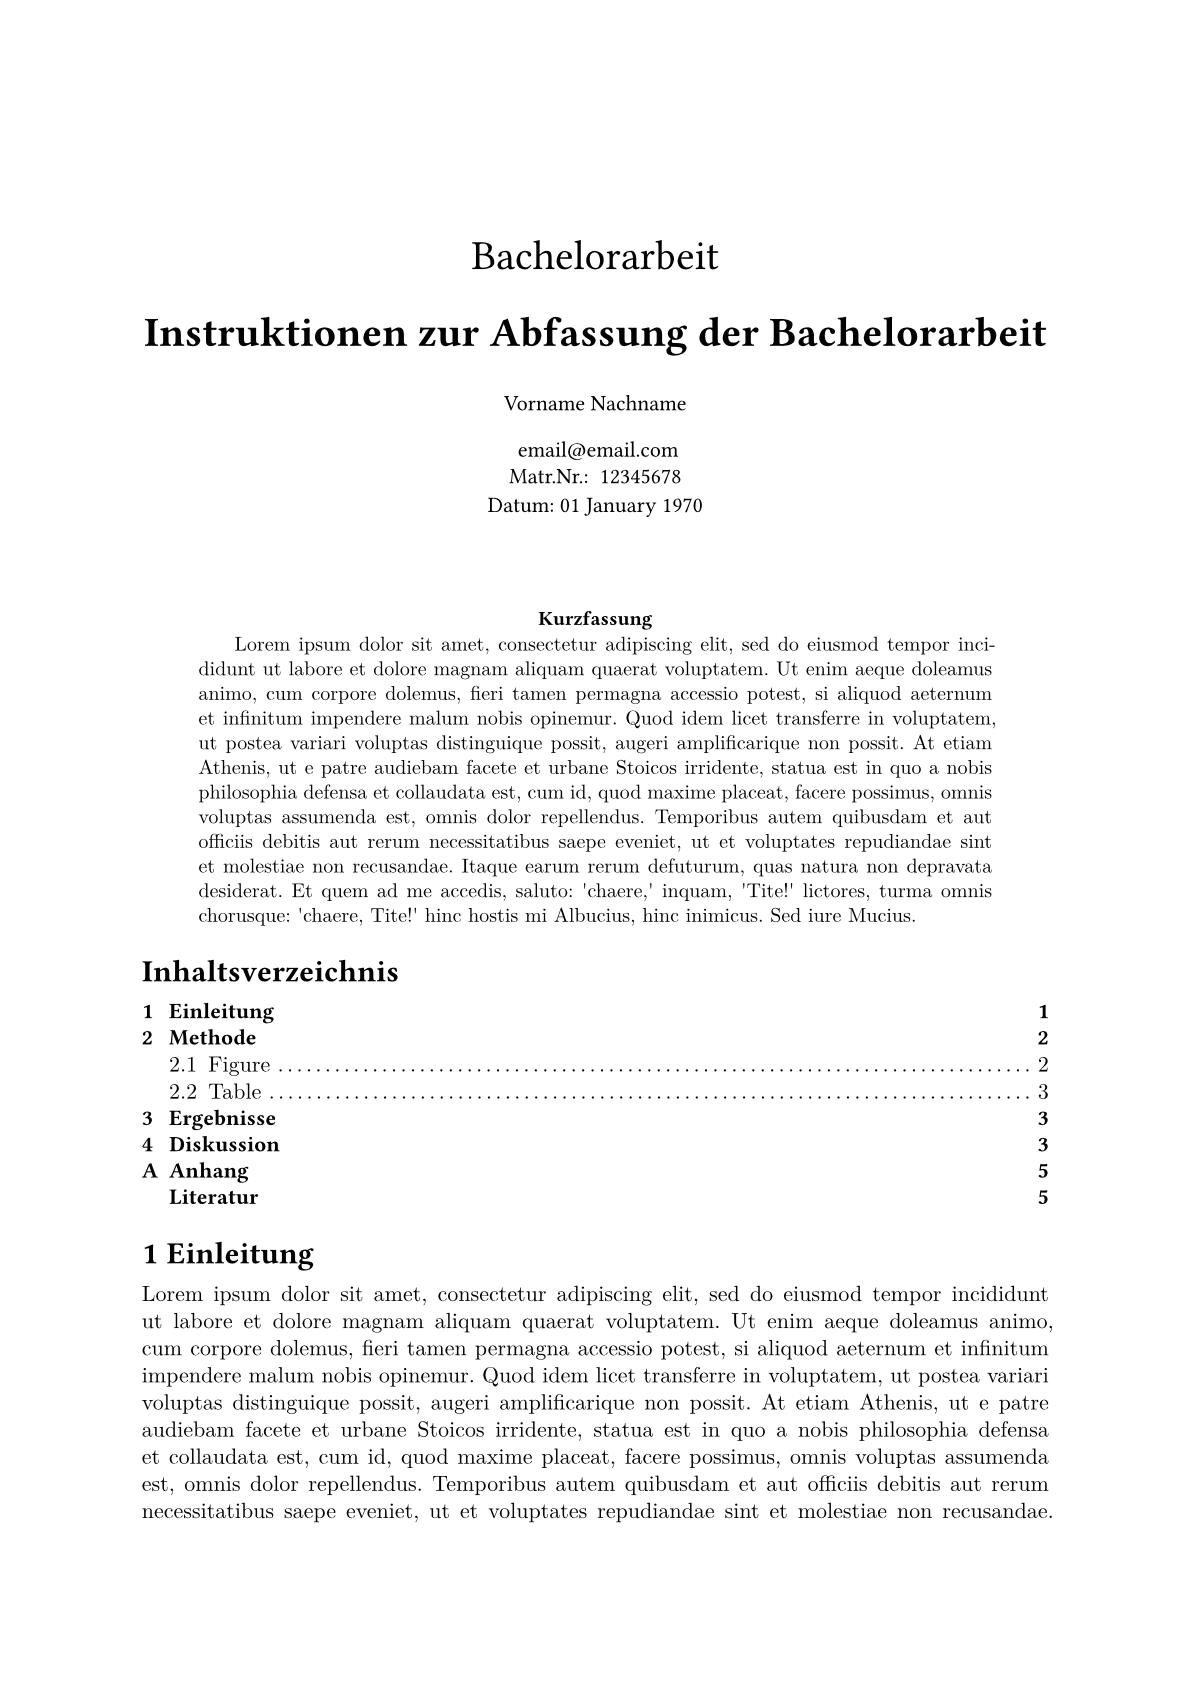 Bachelorarbeit
Instruktionen zur Abfassung der Bachelorarbeit
Vorname Nachname
email@email.com
Matr.Nr.: 12345678
Datum: 01 January 1970
Kurzfassung
Lorem ipsum dolor sit amet, consectetur adipiscing elit, sed do eiusmod tempor inci-
didunt ut labore et dolore magnam aliquam quaerat voluptatem. Ut enim aeque doleamus
animo, cum corpore dolemus, fieri tamen permagna accessio potest, si aliquod aeternum
et infinitum impendere malum nobis opinemur. Quod idem licet transferre in voluptatem,
ut postea variari voluptas distinguique possit, augeri amplificarique non possit. At etiam
Athenis, ut e patre audiebam facete et urbane Stoicos irridente, statua est in quo a nobis
philosophia defensa et collaudata est, cum id, quod maxime placeat, facere possimus, omnis
voluptas assumenda est, omnis dolor repellendus. Temporibus autem quibusdam et aut
officiis debitis aut rerum necessitatibus saepe eveniet, ut et voluptates repudiandae sint
et molestiae non recusandae. Itaque earum rerum defuturum, quas natura non depravata
desiderat. Et quem ad me accedis, saluto: 'chaere,' inquam, 'Tite!' lictores, turma omnis
chorusque: 'chaere, Tite!' hinc hostis mi Albucius, hinc inimicus. Sed iure Mucius.
Inhaltsverzeichnis
1 Einleitung 1
2 Methode 2
2.1 Figure ........................................................................ 2
2.2 Table ........................................................................ 3
3 Ergebnisse 3
4 Diskussion 3
A Anhang 5
Literatur 5
1 Einleitung
Lorem ipsum dolor sit amet, consectetur adipiscing elit, sed do eiusmod tempor incididunt
ut labore et dolore magnam aliquam quaerat voluptatem. Ut enim aeque doleamus animo,
cum corpore dolemus, fieri tamen permagna accessio potest, si aliquod aeternum et infinitum
impendere malum nobis opinemur. Quod idem licet transferre in voluptatem, ut postea variari
voluptas distinguique possit, augeri amplificarique non possit. At etiam Athenis, ut e patre
audiebam facete et urbane Stoicos irridente, statua est in quo a nobis philosophia defensa
et collaudata est, cum id, quod maxime placeat, facere possimus, omnis voluptas assumenda
est, omnis dolor repellendus. Temporibus autem quibusdam et aut officiis debitis aut rerum
necessitatibus saepe eveniet, ut et voluptates repudiandae sint et molestiae non recusandae.